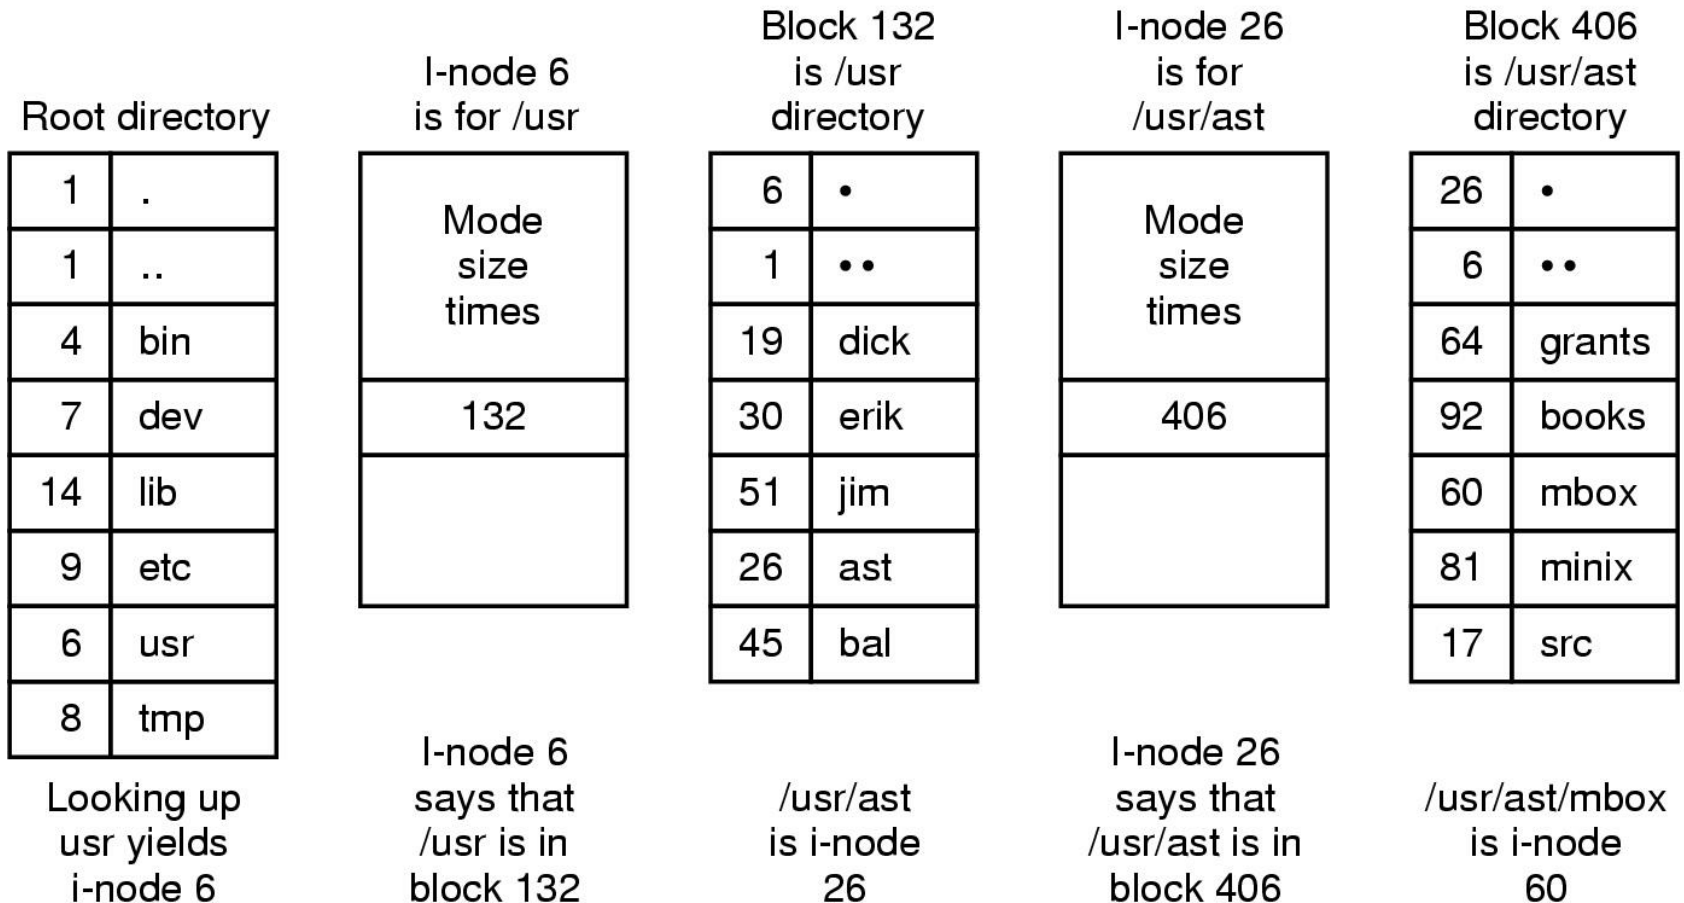 Root directory
1 .
1 ..
4 bin
7 dev
14 lib
9 etc
6 usr
8 tmp
Looking up
usr yields
i-node 6
I-node 6
is for /usr
Mode
size
times
132
I-node 6
says that
/usr is in
block 132
Block 132
is /usr
directory
6 •
1 ••
19 dick
30 erik
51 jim
26 ast
45 bal
/usr/ast
is i-node
26
I-node 26
is for
/usr/ast
Mode
size
times
406
I-node 26
says that
/usr/ast is in
block 406
Block 406
is /usr/ast
directory
26 •
6 ••
64 grants
92 books
60 mbox
81 minix
17 src
/usr/ast/mbox
is i-node
60